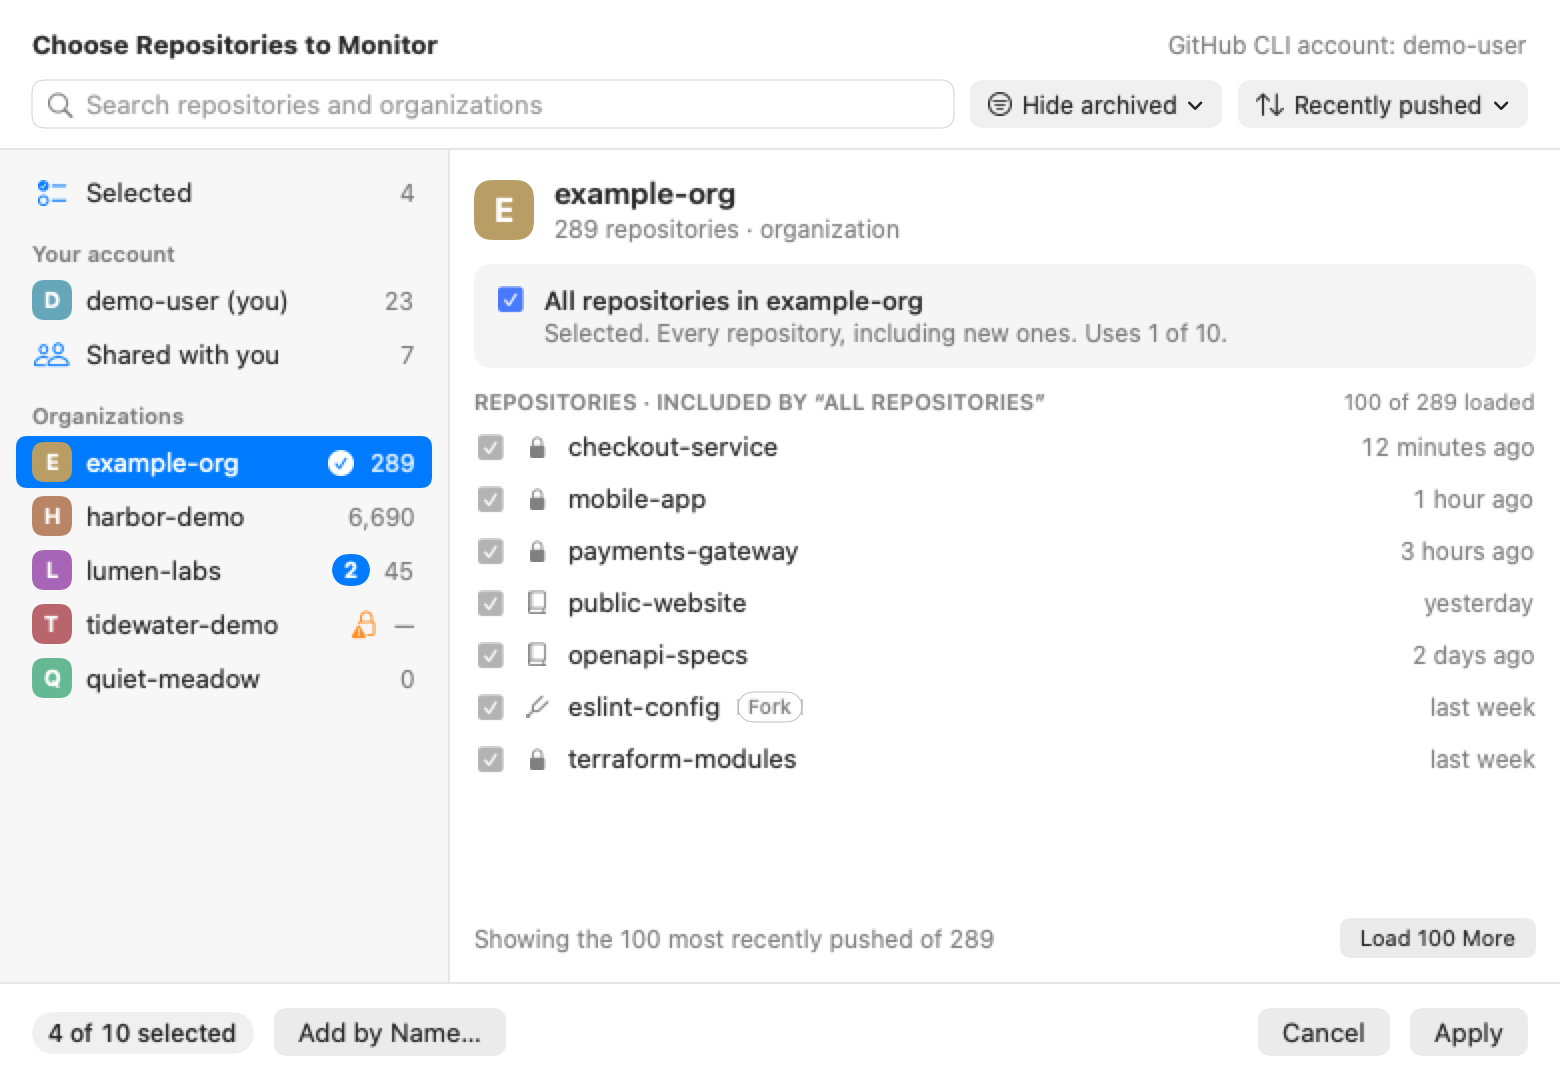 Choose Repositories to Monitor
GitHub CLI account: demo-user
Search repositories and organizations
Hide archived
Recently pushed
Selected 4
Your account
D demo-user (you) 23
Shared with you 7
Organizations
E example-org 289
H harbor-demo 6,690
L lumen-labs 2 45
T tidewater-demo —
Q quiet-meadow 0
E
example-org
289 repositories · organization
All repositories in example-org
Selected. Every repository, including new ones. Uses 1 of 10.
REPOSITORIES · INCLUDED BY “ALL REPOSITORIES” 100 of 289 loaded
checkout-service 12 minutes ago
mobile-app 1 hour ago
payments-gateway 3 hours ago
public-website yesterday
openapi-specs 2 days ago
eslint-config Fork last week
terraform-modules last week
Showing the 100 most recently pushed of 289
Load 100 More
4 of 10 selected
Add by Name...
Cancel
Apply